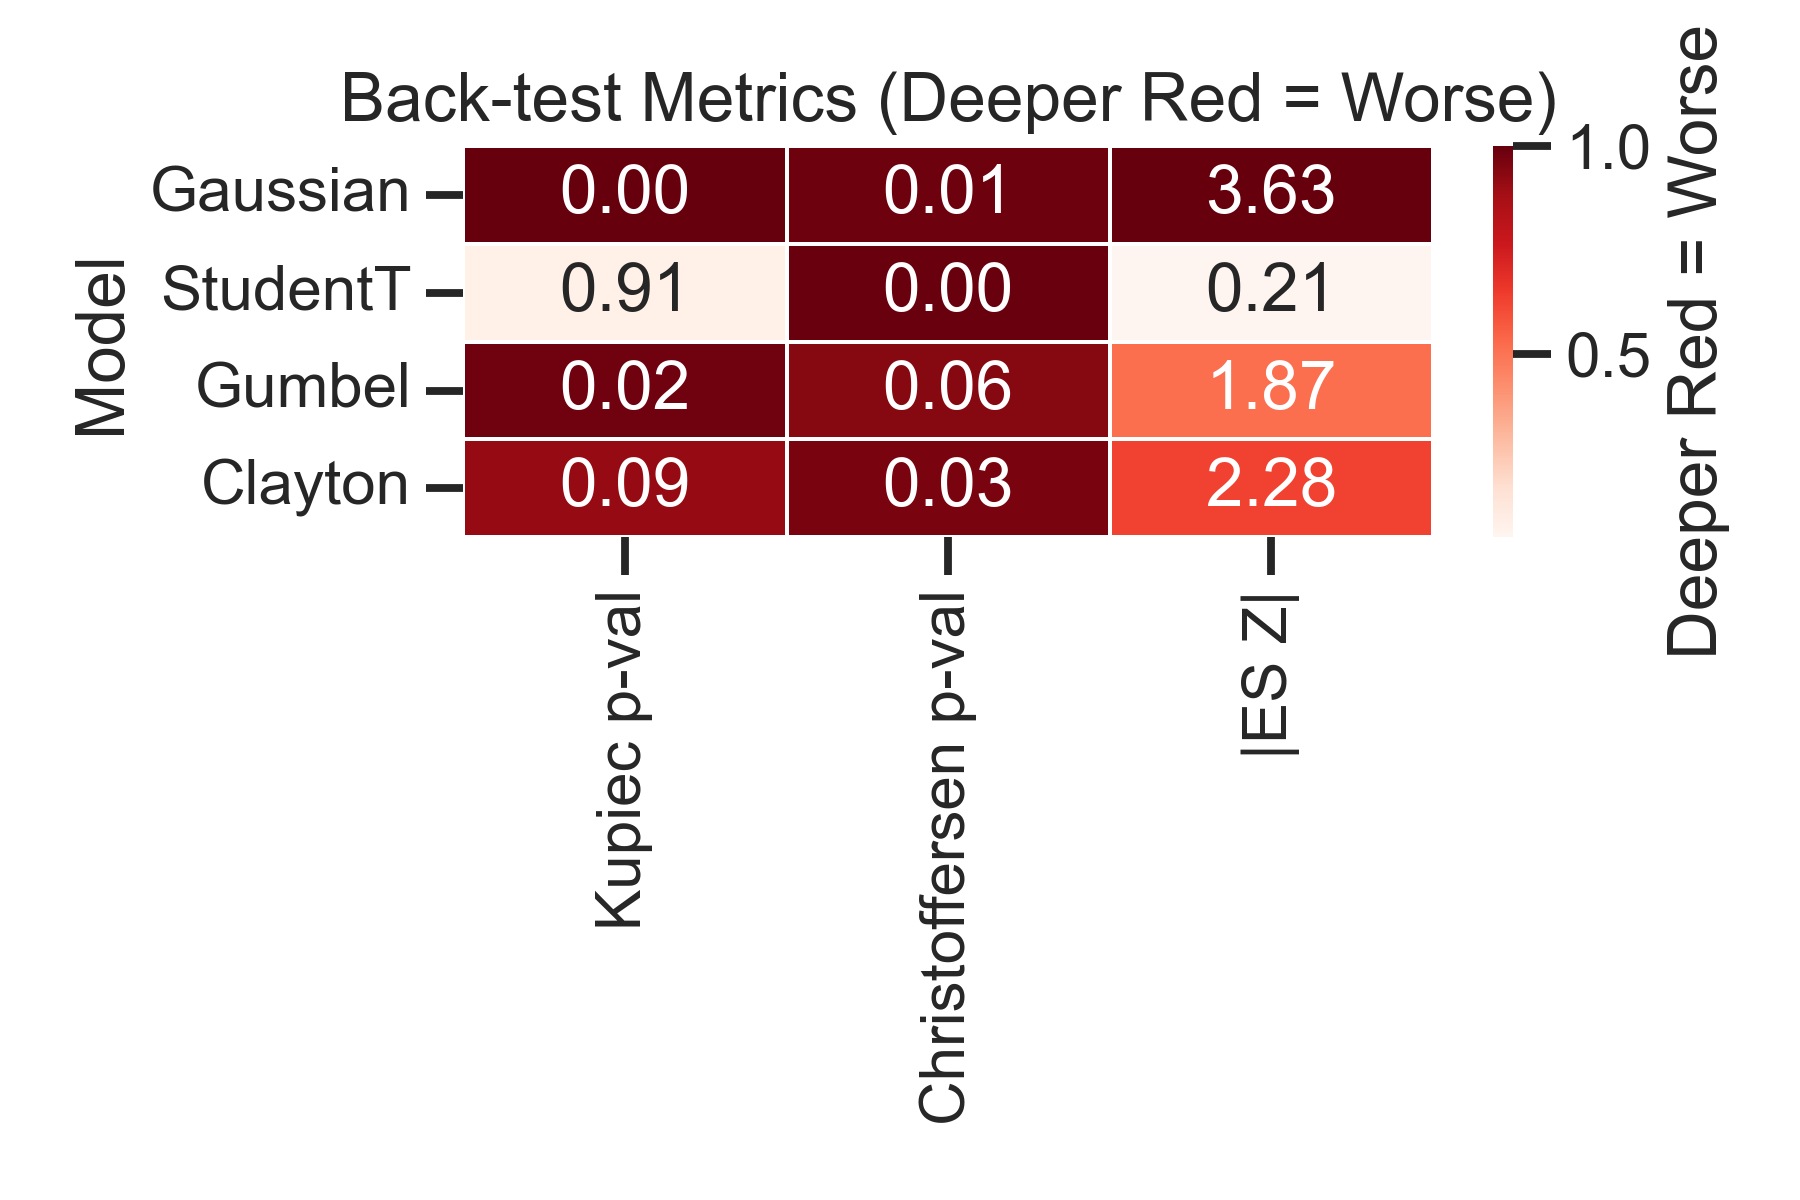 Back-test Metrics (Deeper Red = Worse)
Model
Gaussian 0.00 0.01 3.63
StudentT 0.91 0.00 0.21
Gumbel 0.02 0.06 1.87
Clayton 0.09 0.03 2.28
Kupiec p-val
Christoffersen p-val
|ES Z|
1.0
0.5
Deeper Red = Worse